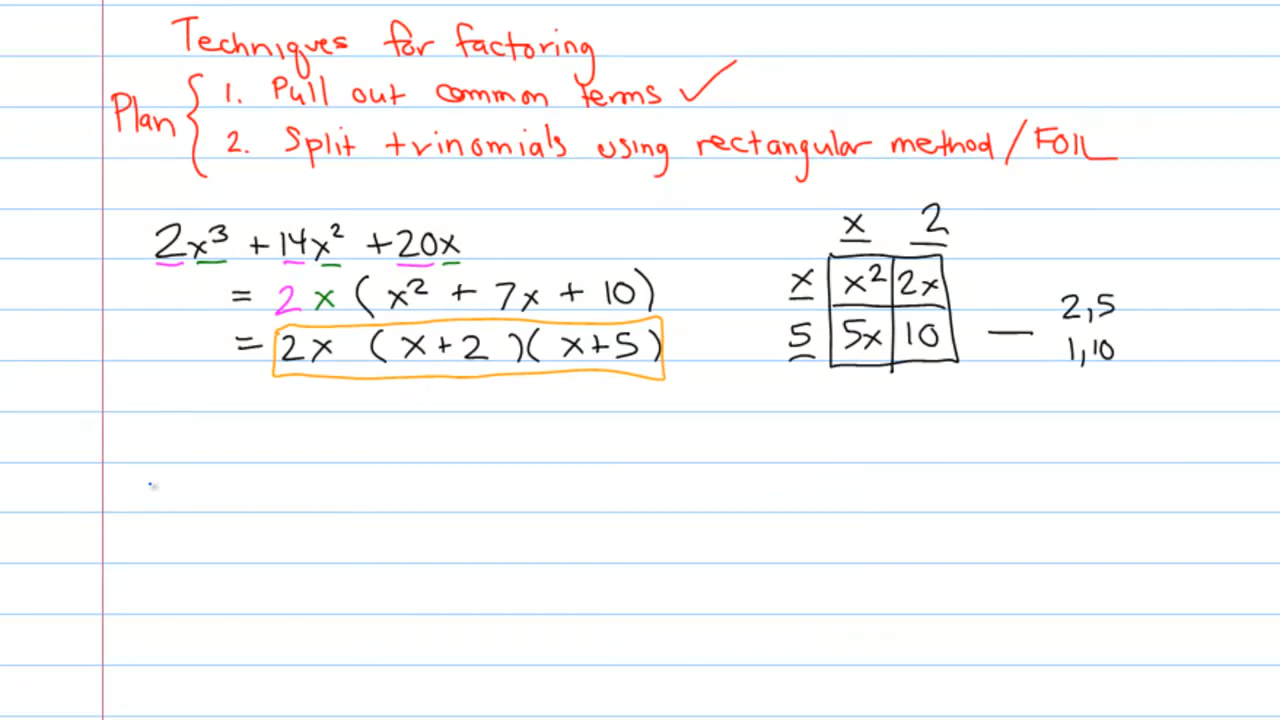 Techniques for factoring
Plan { 1. Pull out common terms ✓
2. Split trinomials using rectangular method / FOIL
2x³ + 14x² + 20x
= 2x (x² + 7x + 10)
= 2x (x+2)(x+5)
x 2
x x² 2x
5 5x 10 — 2,5
1,10